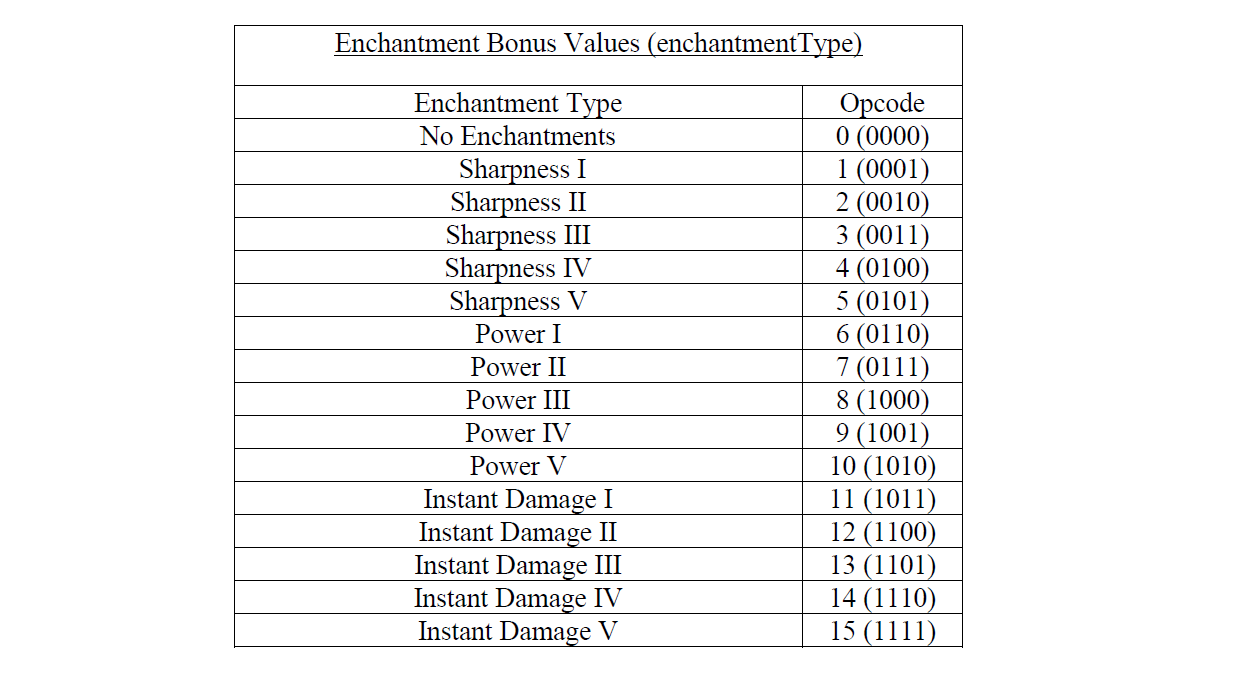 Enchantment Bonus Values (enchantmentType)
Enchantment Type Opcode
No Enchantments 0 (0000)
Sharpness I 1 (0001)
Sharpness II 2 (0010)
Sharpness III 3 (0011)
Sharpness IV 4 (0100)
Sharpness V 5 (0101)
Power I 6 (0110)
Power II 7 (0111)
Power III 8 (1000)
Power IV 9 (1001)
Power V 10 (1010)
Instant Damage I 11 (1011)
Instant Damage II 12 (1100)
Instant Damage III 13 (1101)
Instant Damage IV 14 (1110)
Instant Damage V 15 (1111)